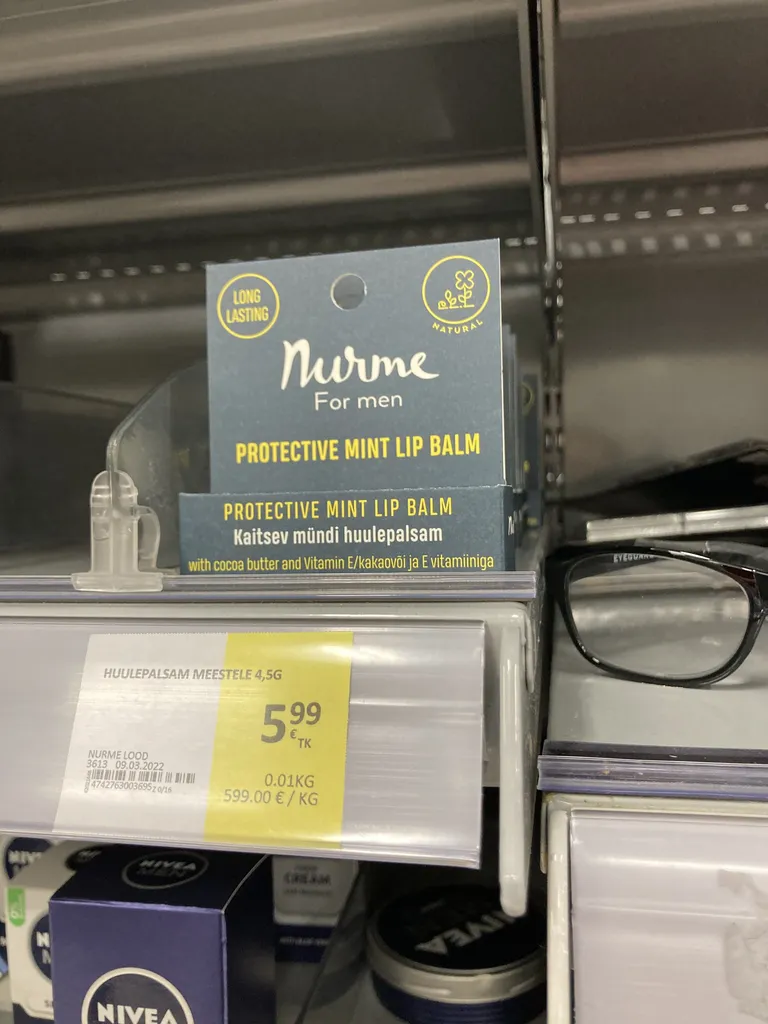 LONG
LASTING
NATURAL
Nurme
For men
PROTECTIVE MINT LIP BALM
PROTECTIVE MINT LIP BALM
Kaitsev mündi huulepalsam
with cocoa butter and Vitamin E/kakaovõi ja E vitamiiniga
HUULEPALSAM MEESTELE 4,5G
5 99
€
TK
NURME LOOD
3613 09.03.2022
4742763003695
0.01KG
599.00 € / KG
NIVEA
MEN
CREAM
NIVEA
NIVEA